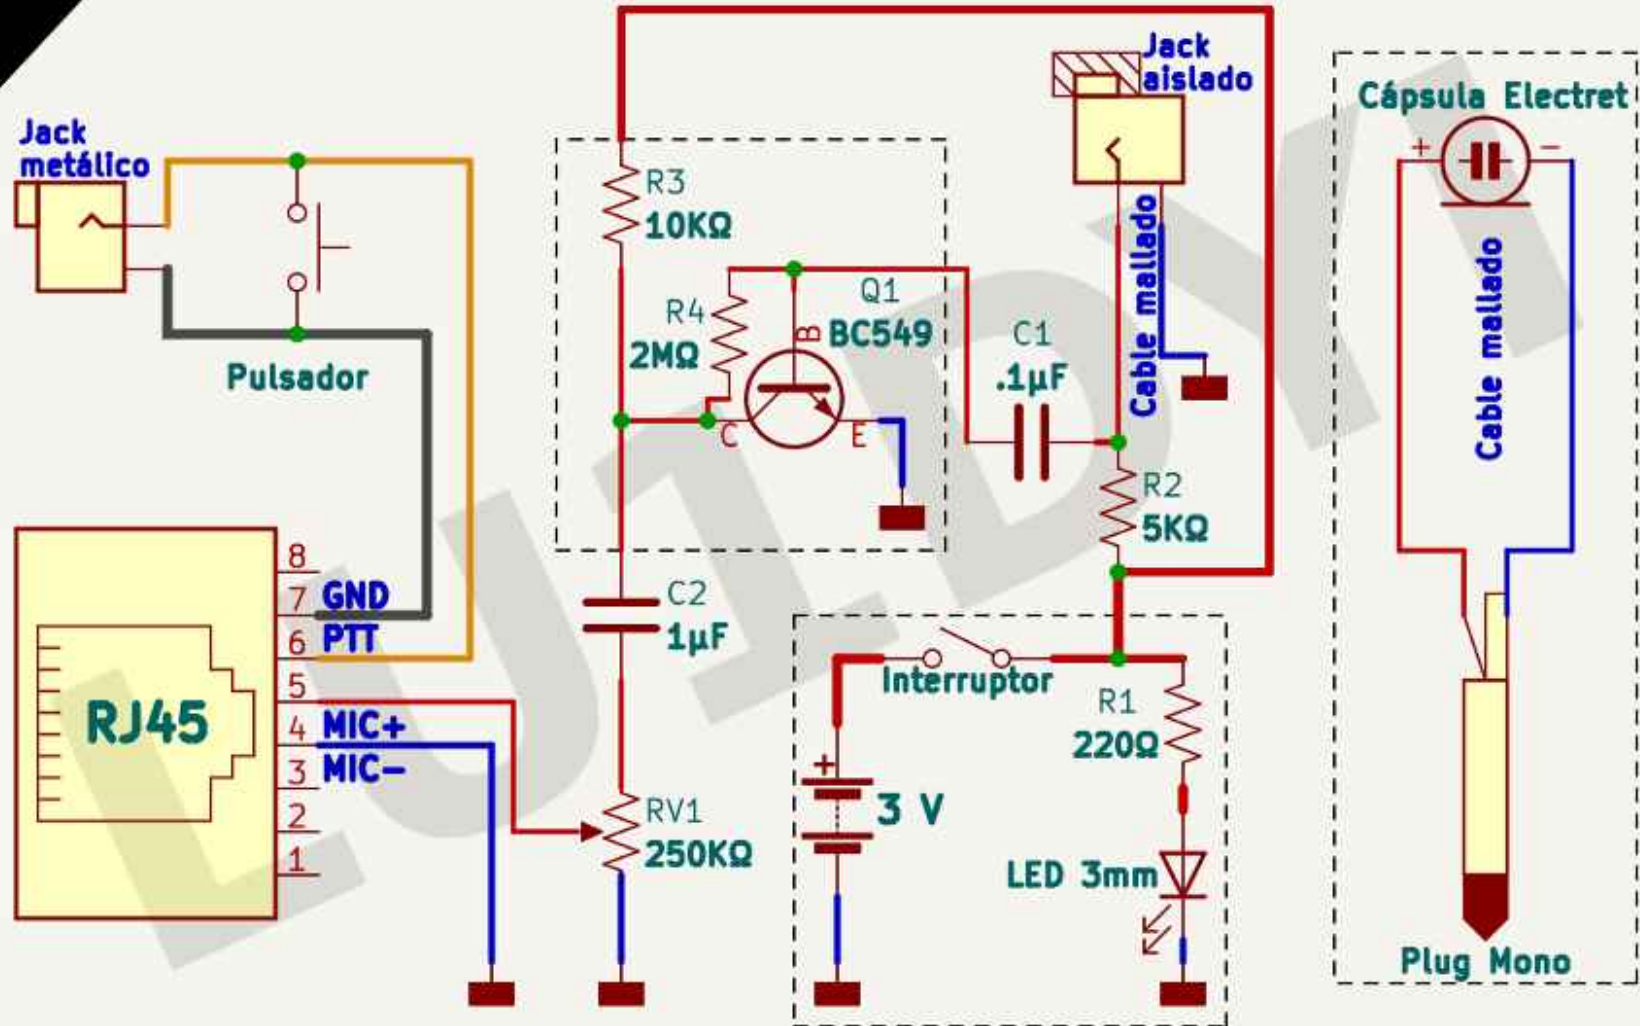 Jack
metálico
Pulsador
RJ45
8
7
6
5
4
3
2
1
GND
PTT
MIC+
MIC-
R3
10KΩ
R4
2MΩ
Q1
BC549
B
C
E
C1
.1µF
C2
1µF
RV1
250KΩ
Jack
aislado
Cable mallado
R2
5KΩ
Interruptor
+
3 V
R1
220Ω
LED 3mm
Cápsula Electret
+
-
Cable mallado
Plug Mono
LU1DYI